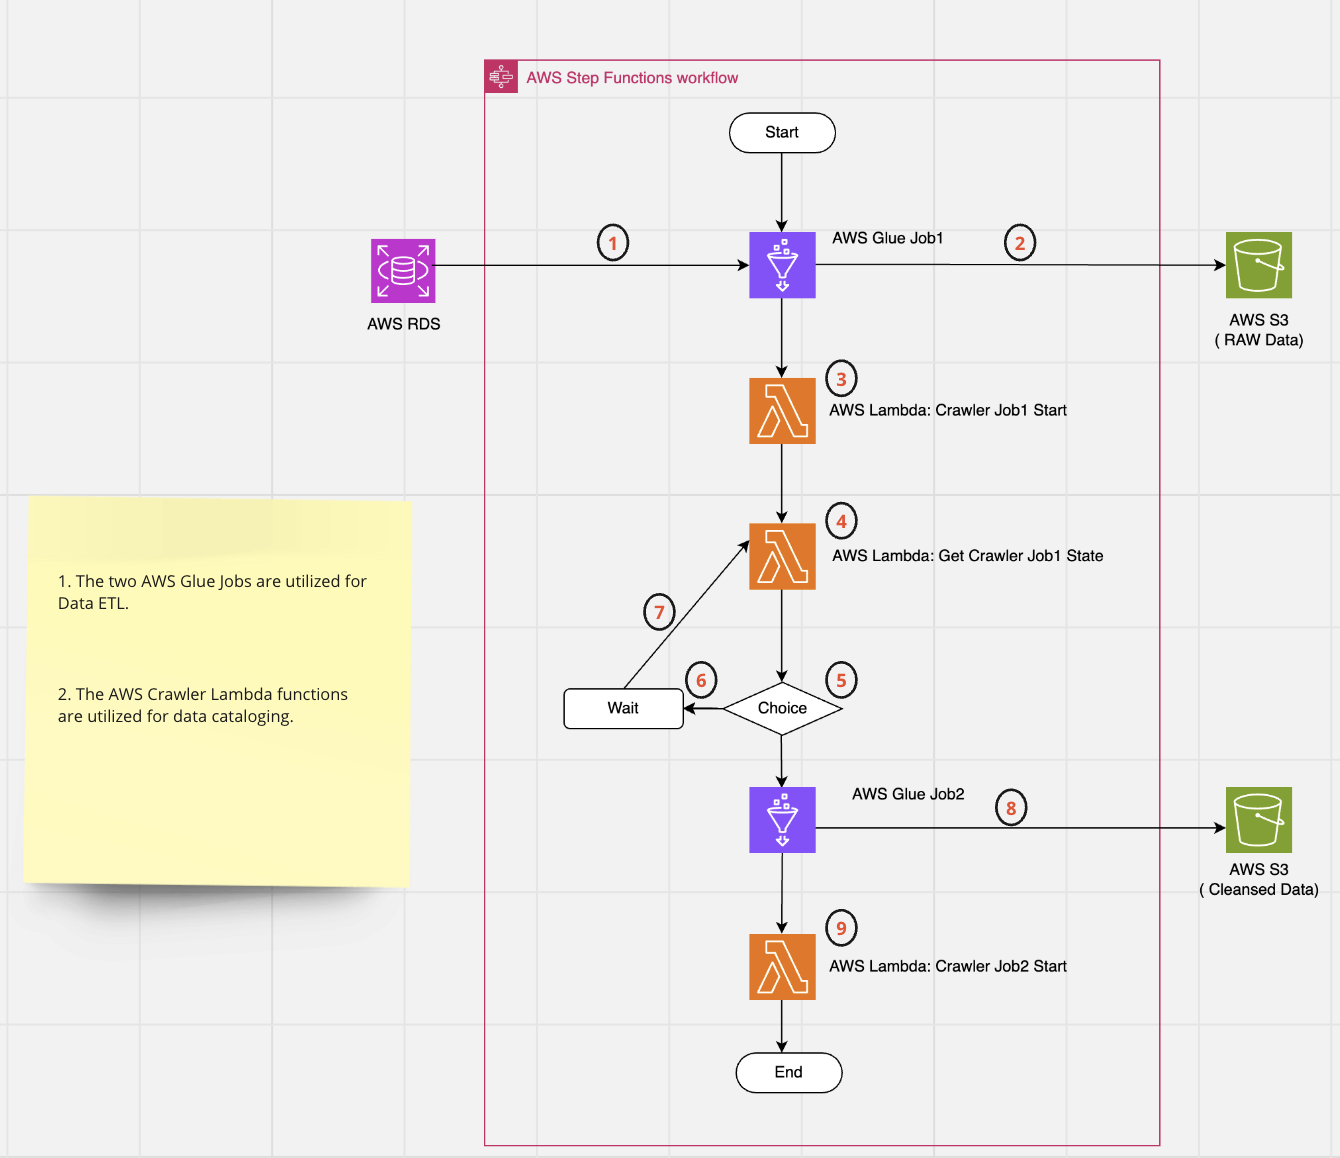 AWS Step Functions workflow
Start
1
AWS Glue Job1
2
AWS RDS
AWS S3
( RAW Data)
3
AWS Lambda: Crawler Job1 Start
4
AWS Lambda: Get Crawler Job1 State
1. The two AWS Glue Jobs are utilized for
Data ETL.
2. The AWS Crawler Lambda functions
are utilized for data cataloging.
7
6
5
Wait
Choice
AWS Glue Job2
8
AWS S3
( Cleansed Data)
9
AWS Lambda: Crawler Job2 Start
End